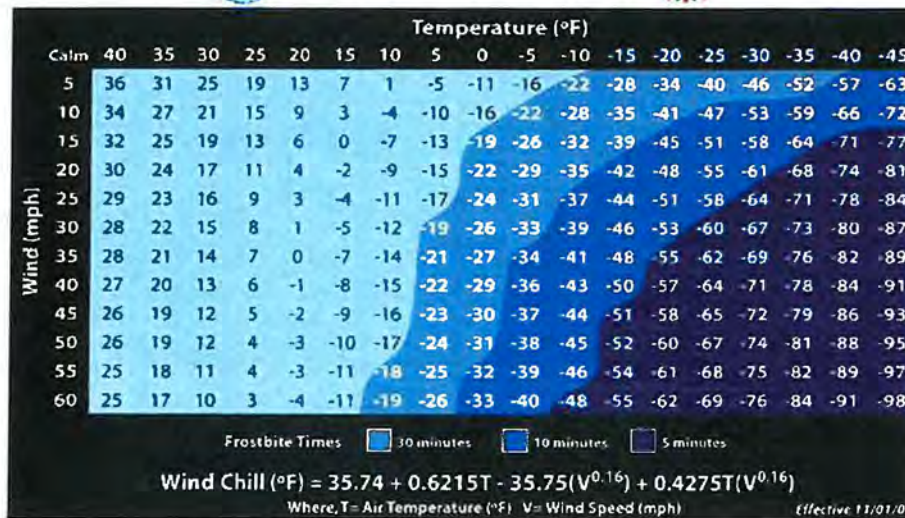 Temperature (°F)
Calm 40 35 30 25 20 15 10 5 0 -5 -10 -15 -20 -25 -30 -35 -40 -45
5 36 31 25 19 13 7 1 -5 -11 -16 -22 -28 -34 -40 -46 -52 -57 -63
10 34 27 21 15 9 3 -4 -10 -16 -22 -28 -35 -41 -47 -53 -59 -66 -72
15 32 25 19 13 6 0 -7 -13 -19 -26 -32 -39 -45 -51 -58 -64 -71 -77
20 30 24 17 11 4 -2 -9 -15 -22 -29 -35 -42 -48 -55 -61 -68 -74 -81
25 29 23 16 9 3 -4 -11 -17 -24 -31 -37 -44 -51 -58 -64 -71 -78 -84
30 28 22 15 8 1 -5 -12 -19 -26 -33 -39 -46 -53 -60 -67 -73 -80 -87
35 28 21 14 7 0 -7 -14 -21 -27 -34 -41 -48 -55 -62 -69 -76 -82 -89
40 27 20 13 6 -1 -8 -15 -22 -29 -36 -43 -50 -57 -64 -71 -78 -84 -91
45 26 19 12 5 -2 -9 -16 -23 -30 -37 -44 -51 -58 -65 -72 -79 -86 -93
50 26 19 12 4 -3 -10 -17 -24 -31 -38 -45 -52 -60 -67 -74 -81 -88 -95
55 25 18 11 4 -3 -11 -18 -25 -32 -39 -46 -54 -61 -68 -75 -82 -89 -97
60 25 17 10 3 -4 -11 -19 -26 -33 -40 -48 -55 -62 -69 -76 -84 -91 -98
Wind (mph)
Frostbite Times 30 minutes 10 minutes 5 minutes
Wind Chill (°F) = 35.74 + 0.6215T - 35.75(V^0.16) + 0.4275T(V^0.16)
Where, T= Air Temperature (°F) V= Wind Speed (mph) Effective 11/01/0